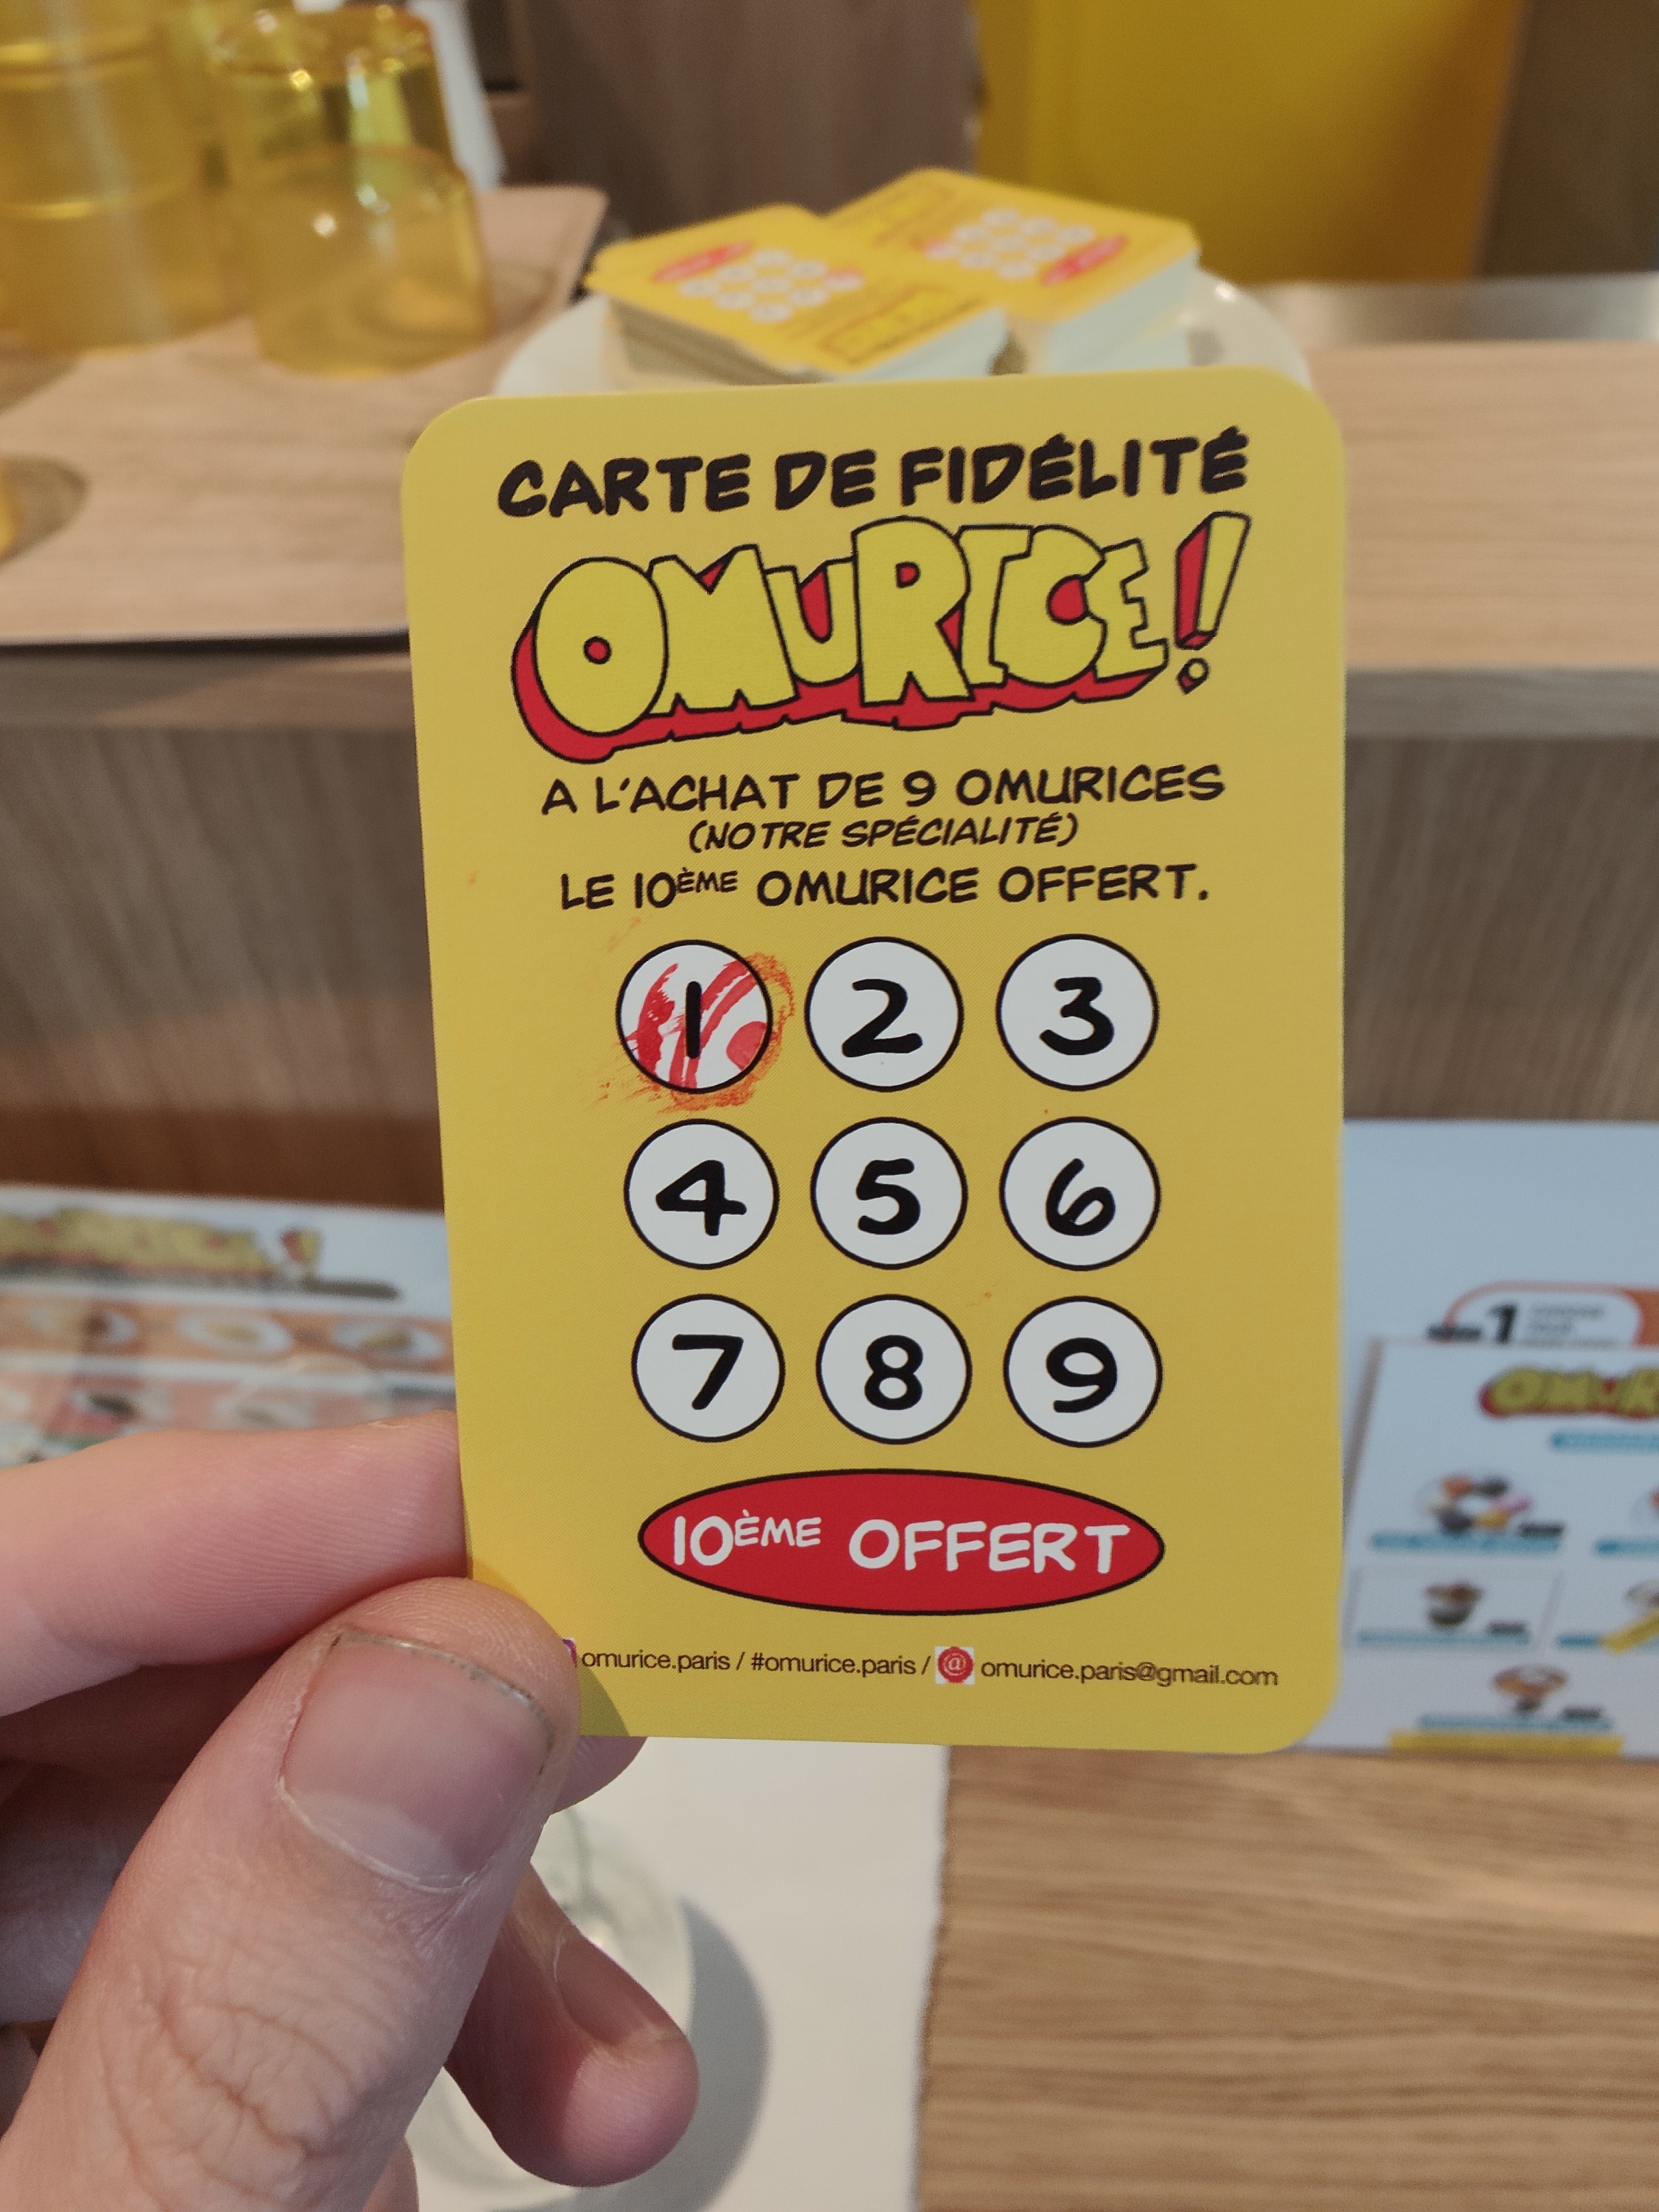 CARTE DE FIDÉLITÉ
OMURICE!
A L'ACHAT DE 9 OMURICES
(NOTRE SPÉCIALITÉ)
LE 10ÈME OMURICE OFFERT.
1 2 3
4 5 6
7 8 9
10ÈME OFFERT
omurice.paris / #omurice.paris / @ omurice.paris@gmail.com
1